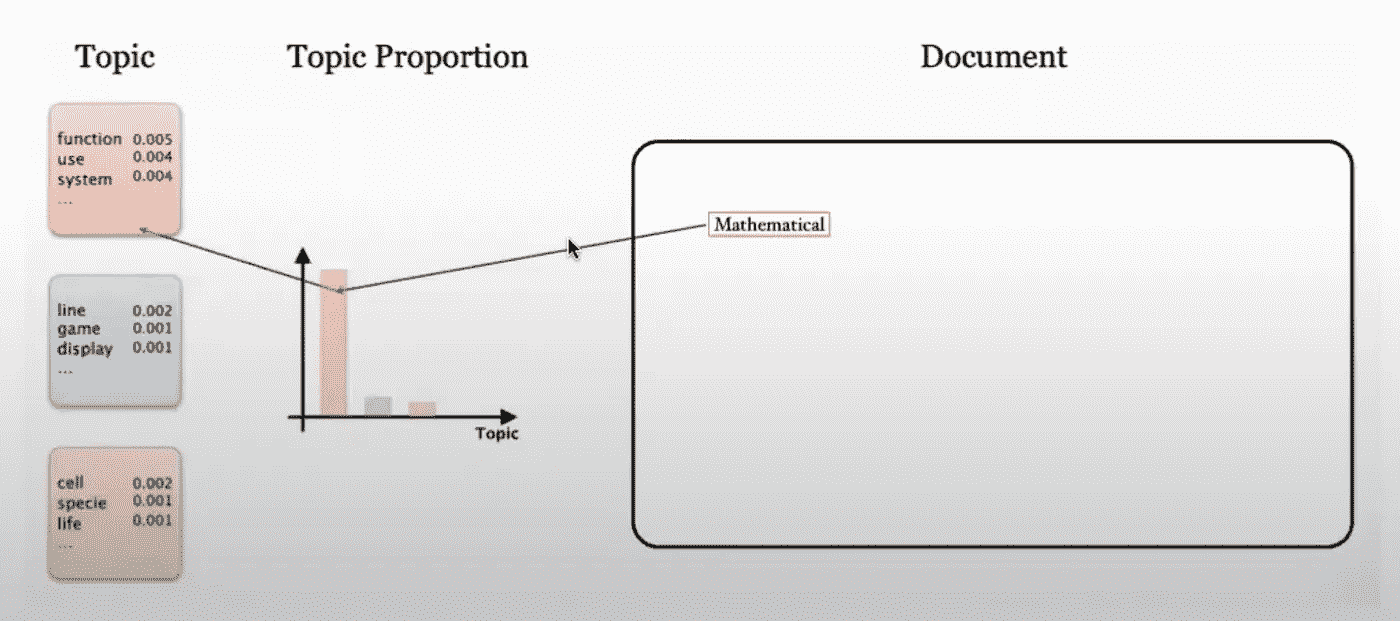 Topic
Topic Proportion
Document
function 0.005
use 0.004
system 0.004
...
line 0.002
game 0.001
display 0.001
...
cell 0.002
specie 0.001
life 0.001
...
Topic
Mathematical